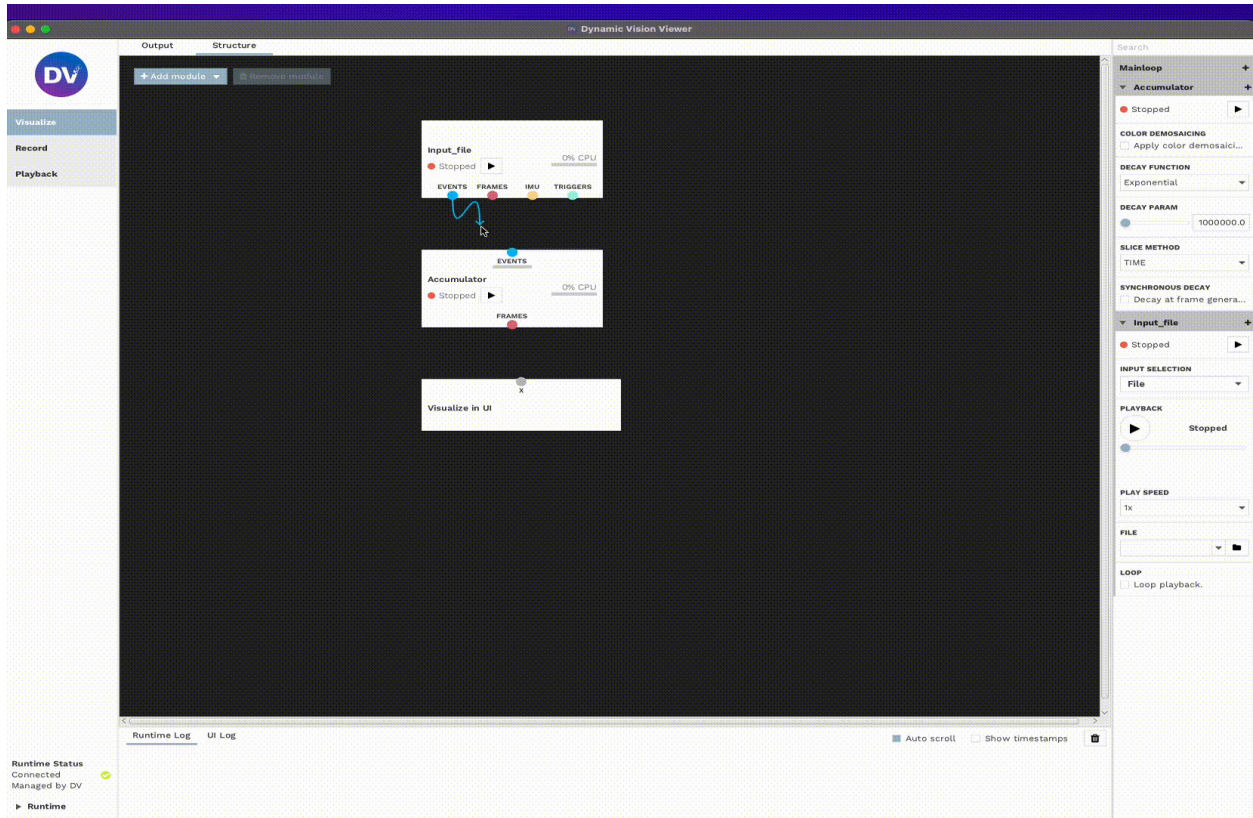 Dynamic Vision Viewer
DV
Visualize
Record
Playback
Output Structure
+ Add module Remove module
Input_file
Stopped 0% CPU
EVENTS FRAMES IMU TRIGGERS
EVENTS
Accumulator
Stopped 0% CPU
FRAMES
X
Visualize in UI
Search
Mainloop +
Accumulator +
Stopped
COLOR DEMOSAICING
Apply color demosaici...
DECAY FUNCTION
Exponential
DECAY PARAM
1000000.0
SLICE METHOD
TIME
SYNCHRONOUS DECAY
Decay at frame genera...
Input_file +
Stopped
INPUT SELECTION
File
PLAYBACK
Stopped
PLAY SPEED
1x
FILE
LOOP
Loop playback.
Runtime Log UI Log Auto scroll Show timestamps
Runtime Status
Connected
Managed by DV
Runtime